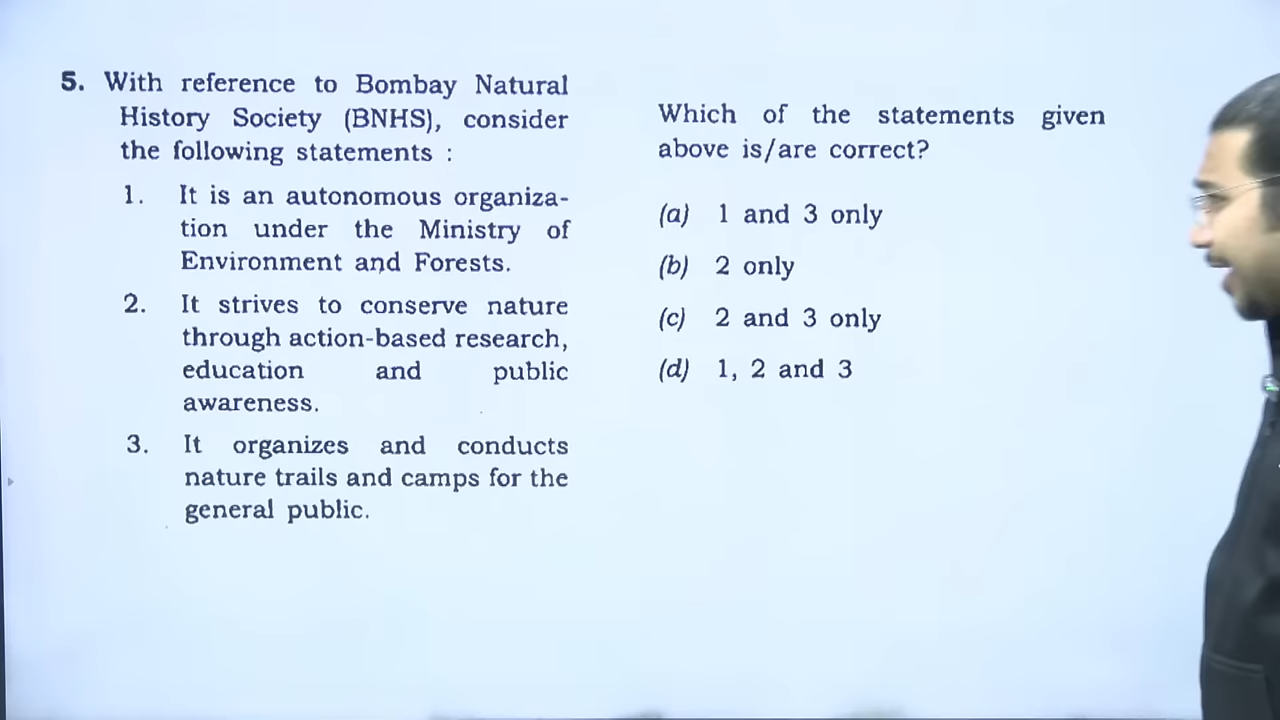 5. With reference to Bombay Natural
History Society (BNHS), consider
the following statements :
1. It is an autonomous organiza-
tion under the Ministry of
Environment and Forests.
2. It strives to conserve nature
through action-based research,
education and public
awareness.
3. It organizes and conducts
nature trails and camps for the
general public.
Which of the statements given
above is/are correct?
(a) 1 and 3 only
(b) 2 only
(c) 2 and 3 only
(d) 1, 2 and 3